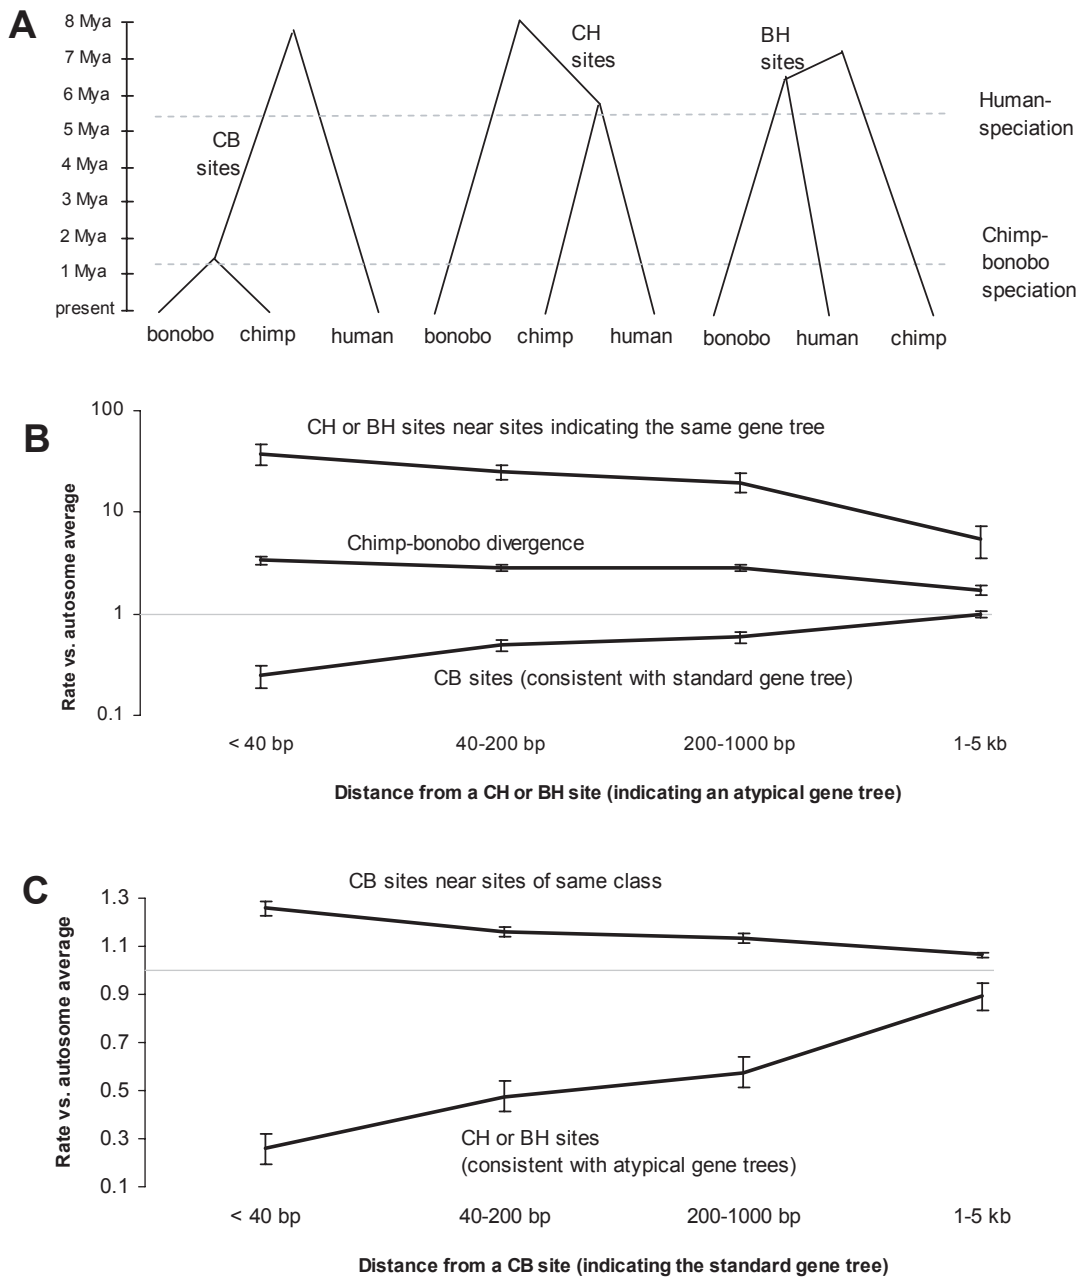 A
8 Mya
7 Mya
6 Mya
5 Mya
4 Mya
3 Mya
2 Mya
1 Mya
present
CB
sites
CH
sites
BH
sites
Human-
speciation
Chimp-
bonobo
speciation
bonobo chimp human bonobo chimp human bonobo human chimp
B
Rate vs. autosome average
100
10
1
0.1
CH or BH sites near sites indicating the same gene tree
Chimp-bonobo divergence
CB sites (consistent with standard gene tree)
< 40 bp 40-200 bp 200-1000 bp 1-5 kb
Distance from a CH or BH site (indicating an atypical gene tree)
C
Rate vs. autosome average
1.3
1.1
0.9
0.7
0.5
0.3
0.1
CB sites near sites of same class
CH or BH sites
(consistent with atypical gene trees)
< 40 bp 40-200 bp 200-1000 bp 1-5 kb
Distance from a CB site (indicating the standard gene tree)